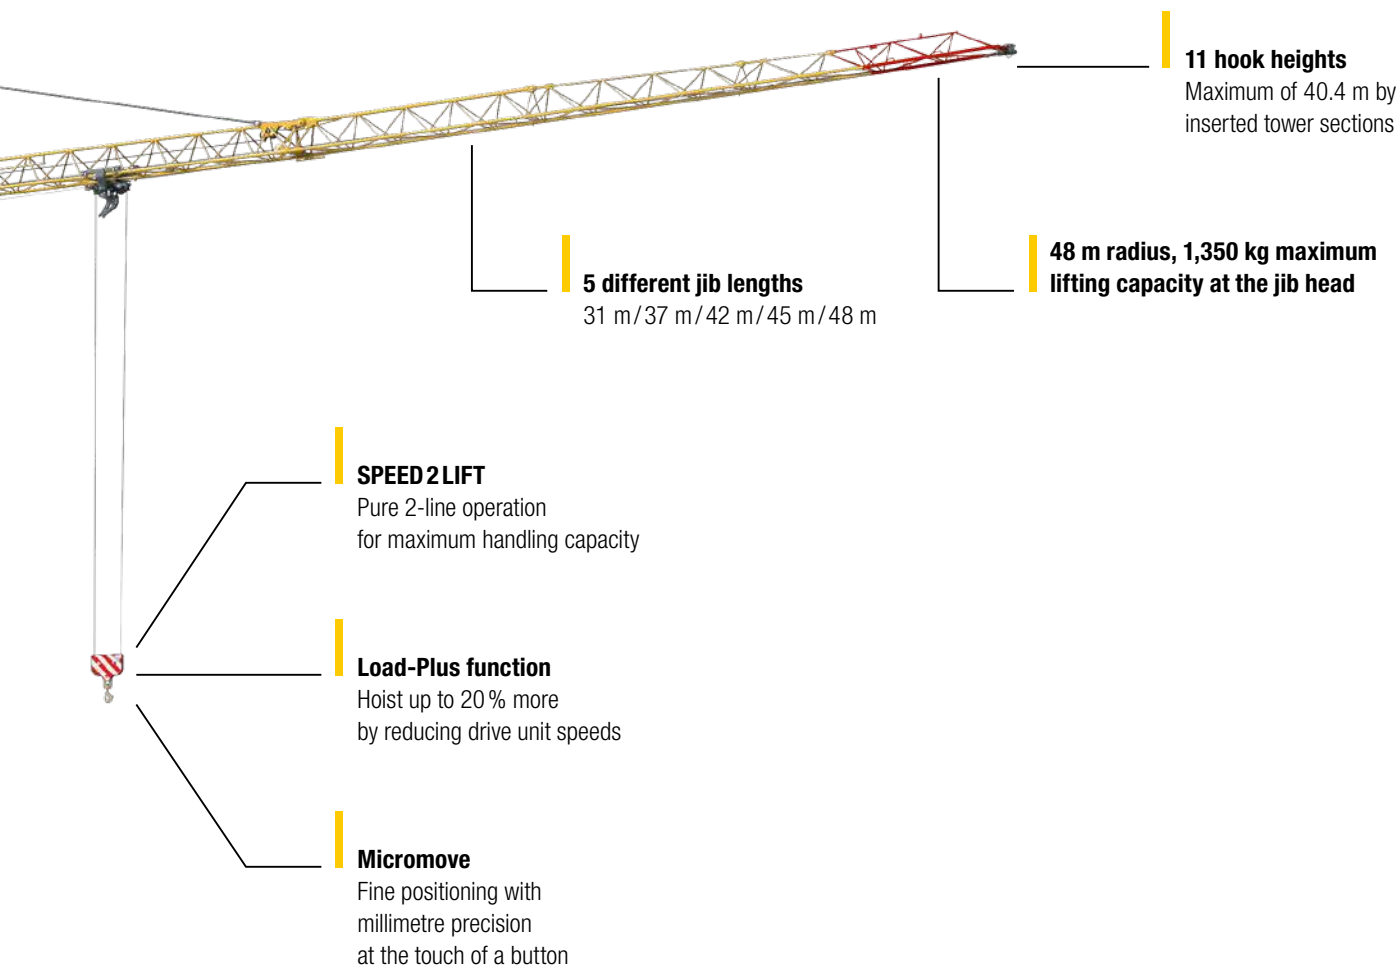 11 hook heights
Maximum of 40.4 m by
inserted tower sections
48 m radius, 1,350 kg maximum
lifting capacity at the jib head
5 different jib lengths
31 m / 37 m / 42 m / 45 m / 48 m
SPEED 2 LIFT
Pure 2-line operation
for maximum handling capacity
Load-Plus function
Hoist up to 20 % more
by reducing drive unit speeds
Micromove
Fine positioning with
millimetre precision
at the touch of a button